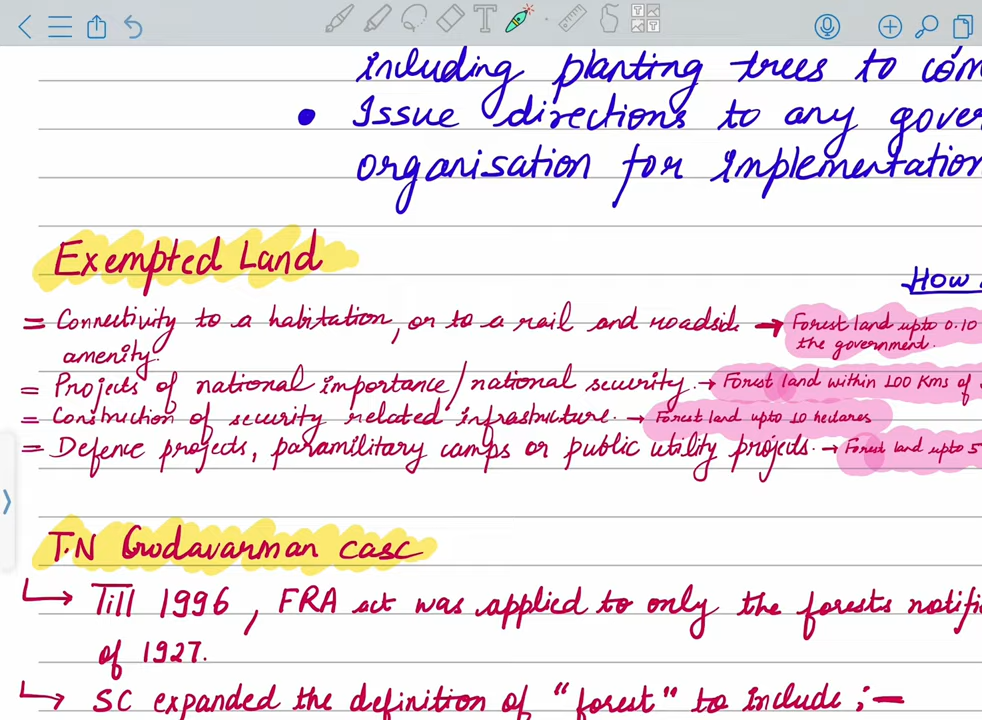 including planting trees to com
• Issue directions to any gover
organisation for implementation
Exempted Land
How
= Connectivity to a habitation, or to a rail and roadside → Forest land upto 0.10
amenity. the government.
= Projects of national importance/national security. → Forest land within 100 Kms of
= Construction of security related infrastructure. → Forest land upto 10 hectares
= Defence projects, paramilitary camps or public utility projects. → Forest land upto 5
T.N Godavarman case
↳ Till 1996, FRA act was applied to only the forests notifi
of 1927.
↳ SC expanded the definition of "forest" to include :-